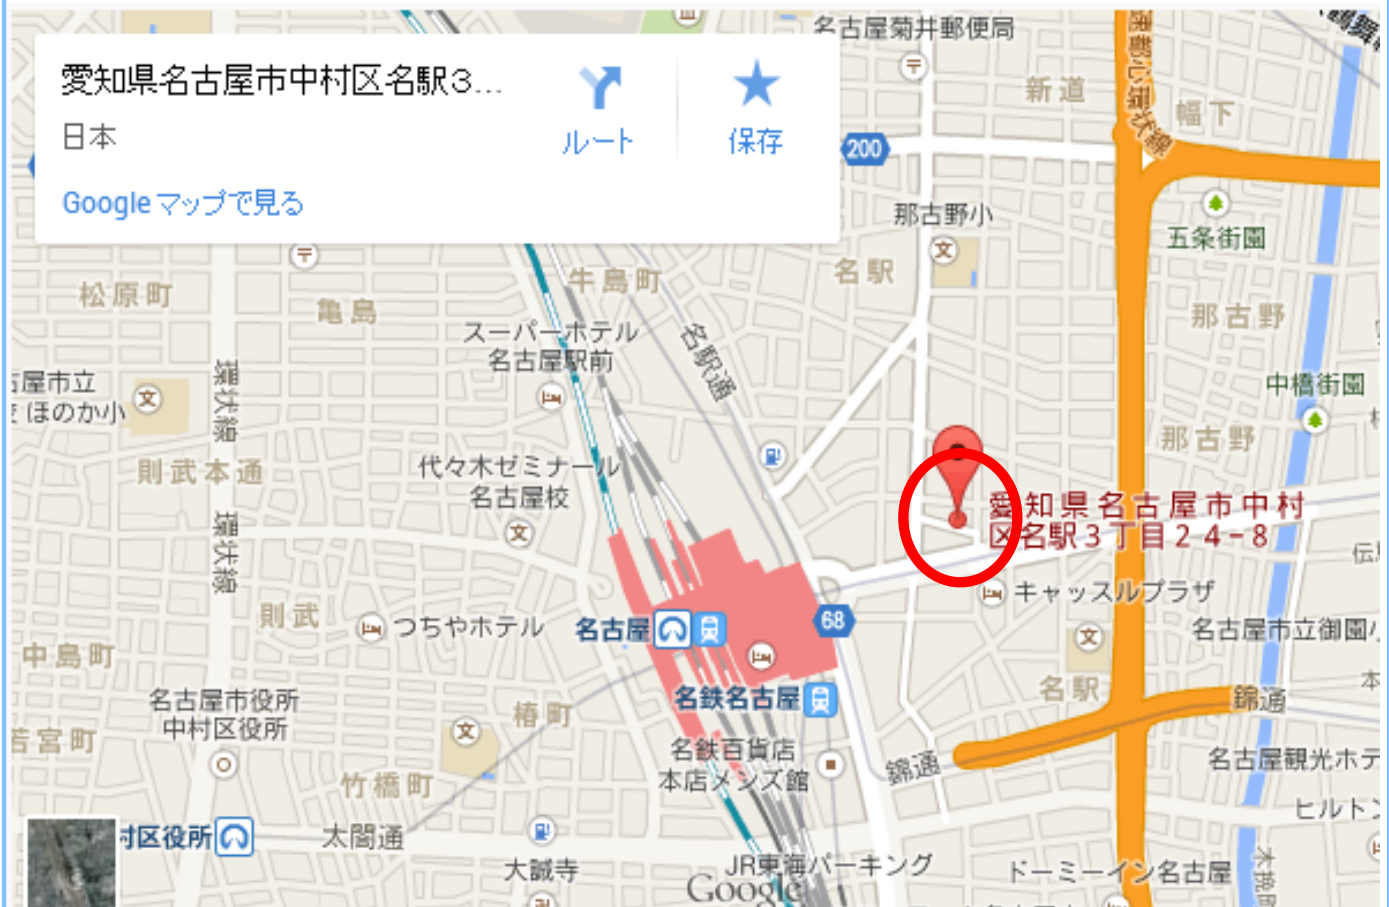 愛知県名古屋市中村区名駅3...
日本
ルート
保存
Google マップで見る
名古屋菊井郵便局
新道
幅下
200
那古野小
五条街園
名駅
牛島町
松原町
亀島
那古野
スーパーホテル
名古屋駅前
名駅通
屋市立
ほのか小
環状線
中橋街園
那古野
則武本通
代々木ゼミナール
名古屋校
愛知県名古屋市中村
区名駅3丁目24-8
環状線
キャッスルプラザ
則武
つちやホテル
名古屋
68
名古屋市立御園小
中島町
名鉄名古屋
名駅
錦通
名古屋市役所
中村区役所
椿町
若宮町
名鉄百貨店
本店メンズ館
錦通
名古屋観光ホテ
竹橋町
ヒルトン
村区役所
太閤通
大誠寺
JR東海パーキング
Google
ドーミーイン名古屋